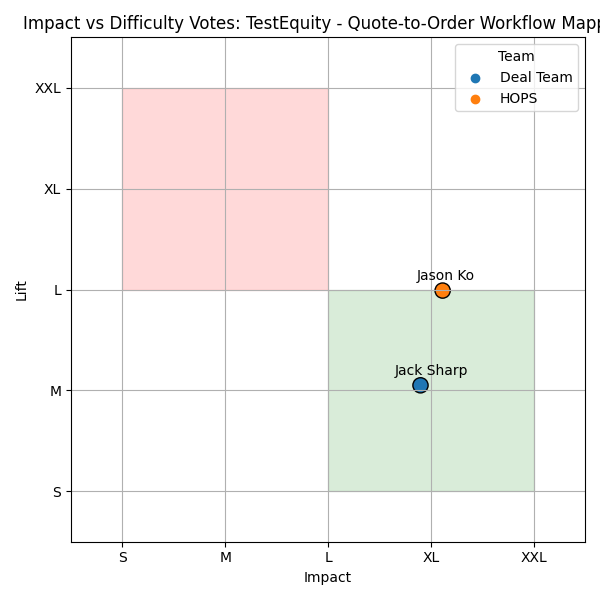 Impact vs Difficulty Votes: TestEquity - Quote-to-Order Workflow Mapp
Team
Deal Team
HOPS
XXL
XL
L
M
S
Lift
Jason Ko
Jack Sharp
S
M
L
XL
XXL
Impact